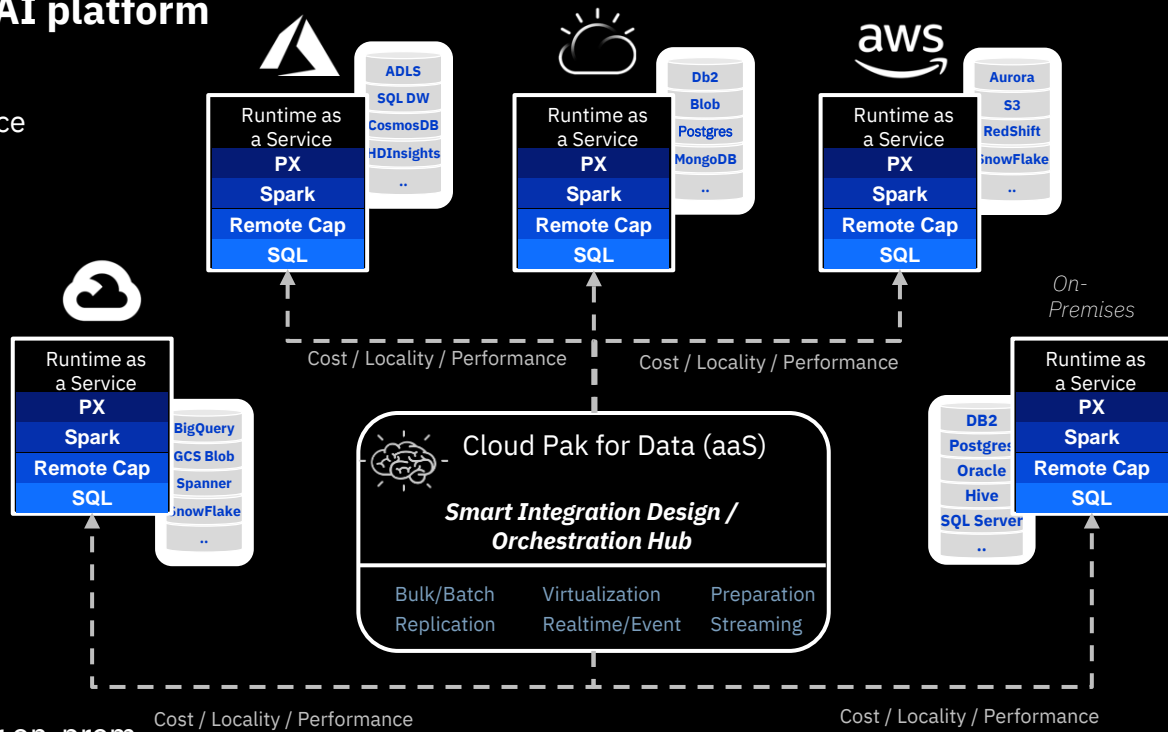 AI platform
ce
aws
ADLS
SQL DW
CosmosDB
HDInsights
..
Runtime as
a Service
PX
Spark
Remote Cap
SQL
Db2
Blob
Postgres
MongoDB
..
Runtime as
a Service
PX
Spark
Remote Cap
SQL
Aurora
S3
RedShift
SnowFlake
..
Runtime as
a Service
PX
Spark
Remote Cap
SQL
On-
Premises
Cost / Locality / Performance
Cost / Locality / Performance
Runtime as
a Service
PX
Spark
Remote Cap
SQL
BigQuery
GCS Blob
Spanner
SnowFlake
..
Cloud Pak for Data (aaS)
Smart Integration Design /
Orchestration Hub
Bulk/Batch Virtualization Preparation
Replication Realtime/Event Streaming
DB2
Postgres
Oracle
Hive
SQL Server
..
Runtime as
a Service
PX
Spark
Remote Cap
SQL
Cost / Locality / Performance
Cost / Locality / Performance